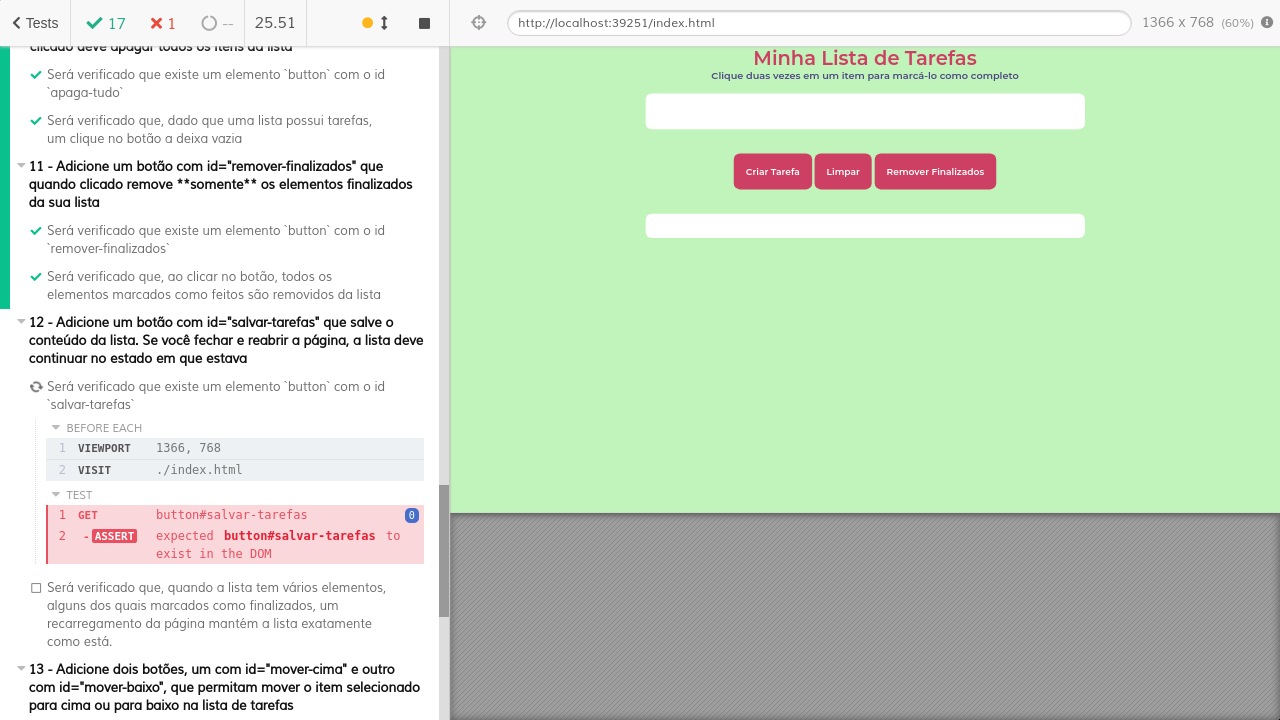 Tests
17
1
--
25.51
http://localhost:39251/index.html
1366 x 768 (60%)
clicado deve apagar todos os itens da lista
Será verificado que existe um elemento `button` com o id
`apaga-tudo`
Será verificado que, dado que uma lista possui tarefas,
um clique no botão a deixa vazia
11 - Adicione um botão com id="remover-finalizados" que
quando clicado remove **somente** os elementos finalizados
da sua lista
Será verificado que existe um elemento `button` com o id
`remover-finalizados`
Será verificado que, ao clicar no botão, todos os
elementos marcados como feitos são removidos da lista
12 - Adicione um botão com id="salvar-tarefas" que salve o
conteúdo da lista. Se você fechar e reabrir a página, a lista deve
continuar no estado em que estava
Será verificado que existe um elemento `button` com o id
`salvar-tarefas`
BEFORE EACH
1 VIEWPORT 1366, 768
2 VISIT ./index.html
TEST
1 GET button#salvar-tarefas 0
2 -ASSERT expected button#salvar-tarefas to
exist in the DOM
Será verificado que, quando a lista tem vários elementos,
alguns dos quais marcados como finalizados, um
recarregamento da página mantém a lista exatamente
como está.
13 - Adicione dois botões, um com id="mover-cima" e outro
com id="mover-baixo", que permitam mover o item selecionado
para cima ou para baixo na lista de tarefas
Minha Lista de Tarefas
Clique duas vezes em um item para marcá-lo como completo
Criar Tarefa
Limpar
Remover Finalizados